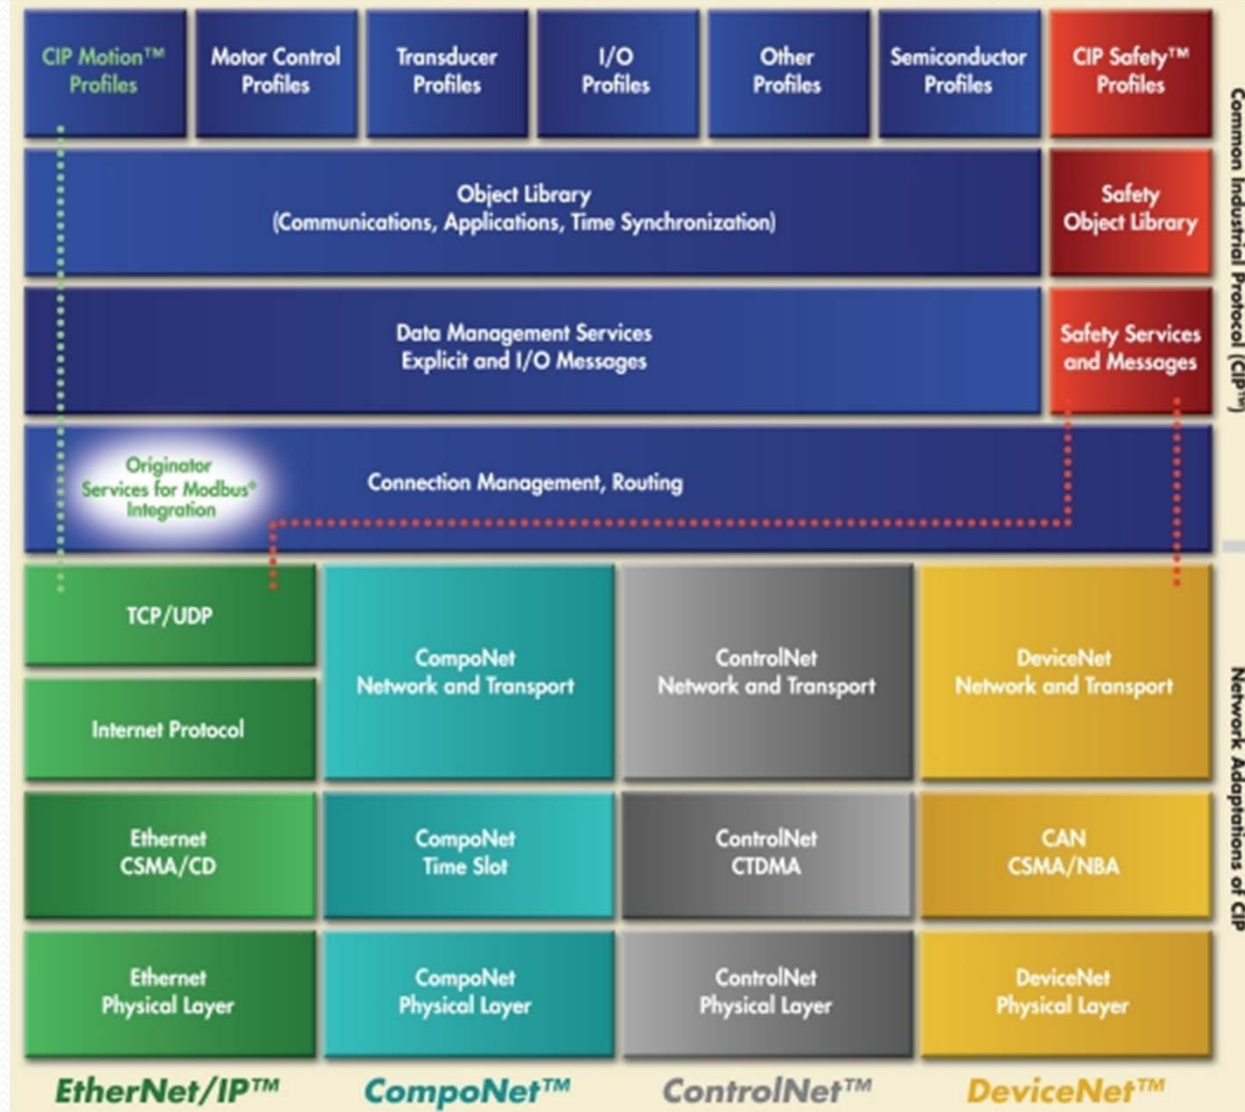 CIP Motion™
Profiles
Motor Control
Profiles
Transducer
Profiles
I/O
Profiles
Other
Profiles
Semiconductor
Profiles
CIP Safety™
Profiles
Object Library
(Communications, Applications, Time Synchronization)
Safety
Object Library
Data Management Services
Explicit and I/O Messages
Safety Services
and Messages
Originator
Services for Modbus®
Integration
Connection Management, Routing
Common Industrial Protocol (CIP™)
TCP/UDP
Internet Protocol
CompoNet
Network and Transport
ControlNet
Network and Transport
DeviceNet
Network and Transport
Ethernet
CSMA/CD
CompoNet
Time Slot
ControlNet
CTDMA
CAN
CSMA/NBA
Ethernet
Physical Layer
CompoNet
Physical Layer
ControlNet
Physical Layer
DeviceNet
Physical Layer
Network Adaptations of CIP
EtherNet/IP™
CompoNet™
ControlNet™
DeviceNet™